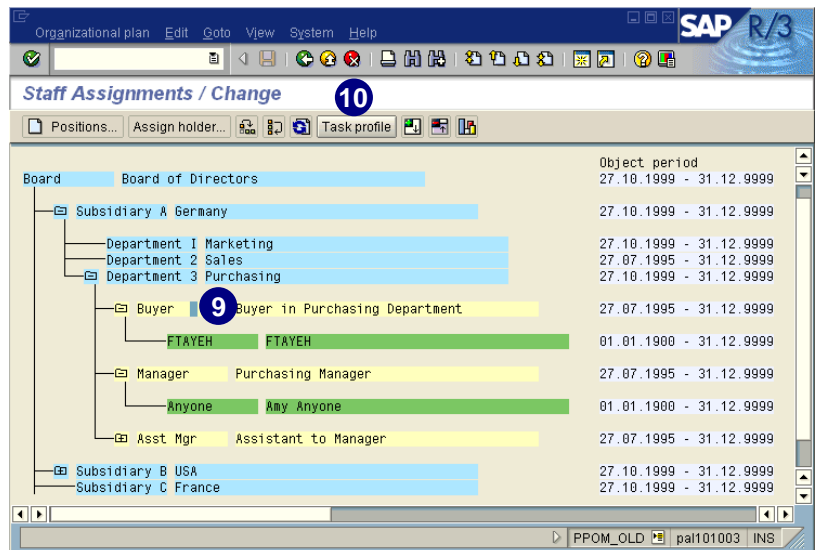 Organizational plan Edit Goto View System Help
SAP R/3
Staff Assignments / Change
10
Positions... Assign holder... Task profile
Object period
Board Board of Directors 27.10.1999 - 31.12.9999
Subsidiary A Germany 27.10.1999 - 31.12.9999
Department I Marketing 27.10.1999 - 31.12.9999
Department 2 Sales 27.07.1995 - 31.12.9999
Department 3 Purchasing 27.10.1999 - 31.12.9999
Buyer 9 Buyer in Purchasing Department 27.07.1995 - 31.12.9999
FTAYEH FTAYEH 01.01.1900 - 31.12.9999
Manager Purchasing Manager 27.07.1995 - 31.12.9999
Anyone Amy Anyone 01.01.1900 - 31.12.9999
Asst Mgr Assistant to Manager 27.07.1995 - 31.12.9999
Subsidiary B USA 27.10.1999 - 31.12.9999
Subsidiary C France 27.10.1999 - 31.12.9999
PPOM_OLD pal101003 INS